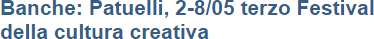 Banche: Patuelli, 2-8/05 terzo Festival
della cultura creativa